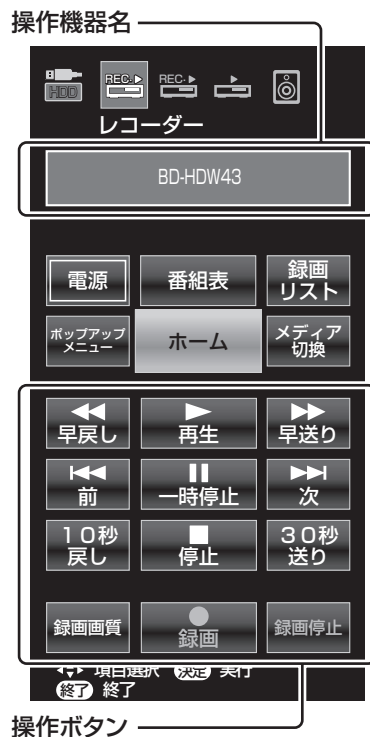 操作機器名
HDD
REC
REC
レコーダー
BD-HDW43
電源
番組表
録画
リスト
ポップアップ
メニュー
ホーム
メディア
切換
早戻し
再生
早送り
前
一時停止
次
10秒
戻し
停止
30秒
送り
録画画質
録画
録画停止
項目選択 決定 実行
終了 終了
操作ボタン